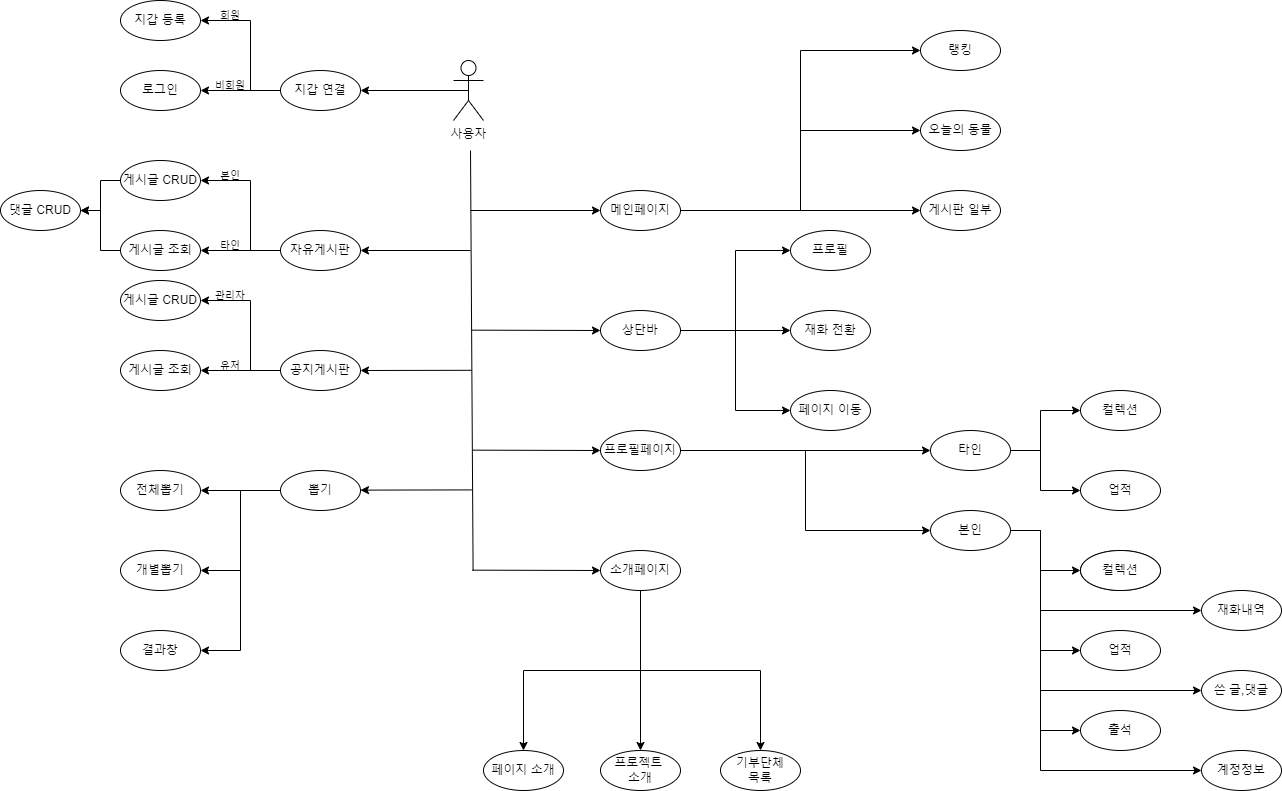 지갑 등록
회원
로그인
비회원
지갑 연결
사용자
랭킹
오늘의 동물
메인페이지
게시판 일부
게시글 CRUD
본인
댓글 CRUD
게시글 조회
타인
자유게시판
프로필
게시글 CRUD
관리자
상단바
재화 전환
게시글 조회
유저
공지게시판
페이지 이동
컬렉션
프로필페이지
타인
전체뽑기
뽑기
업적
본인
개별뽑기
소개페이지
컬렉션
재화내역
결과창
업적
쓴 글,댓글
출석
페이지 소개
프로젝트
소개
기부단체
목록
계정정보